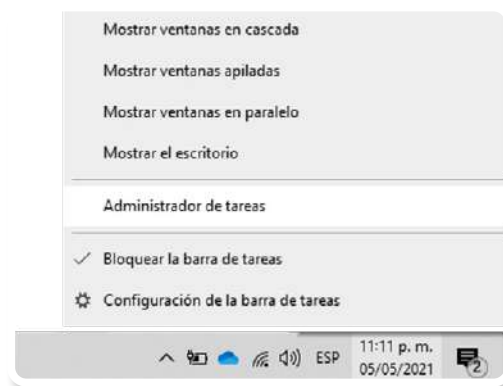 Mostrar ventanas en cascada
Mostrar ventanas apiladas
Mostrar ventanas en paralelo
Mostrar el escritorio
Administrador de tareas
Bloquear la barra de tareas
Configuración de la barra de tareas
ESP
11:11 p. m.
05/05/2021
2